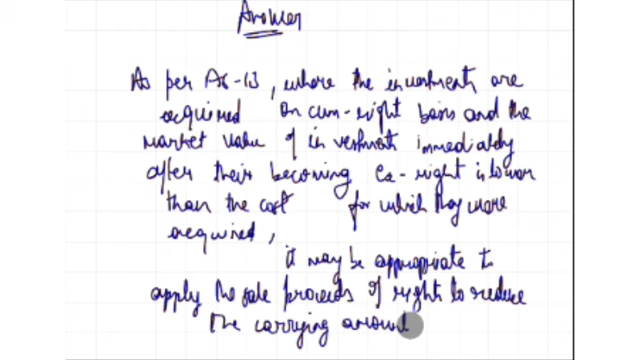 Answer
As per AS-13, where the investments are
acquired on cum-right basis and the
market value of investment immediately
after their becoming Ex-right is lower
than the cost for which they were
acquired,
it may be appropriate to
apply the sale proceeds of right to reduce
the carrying amount